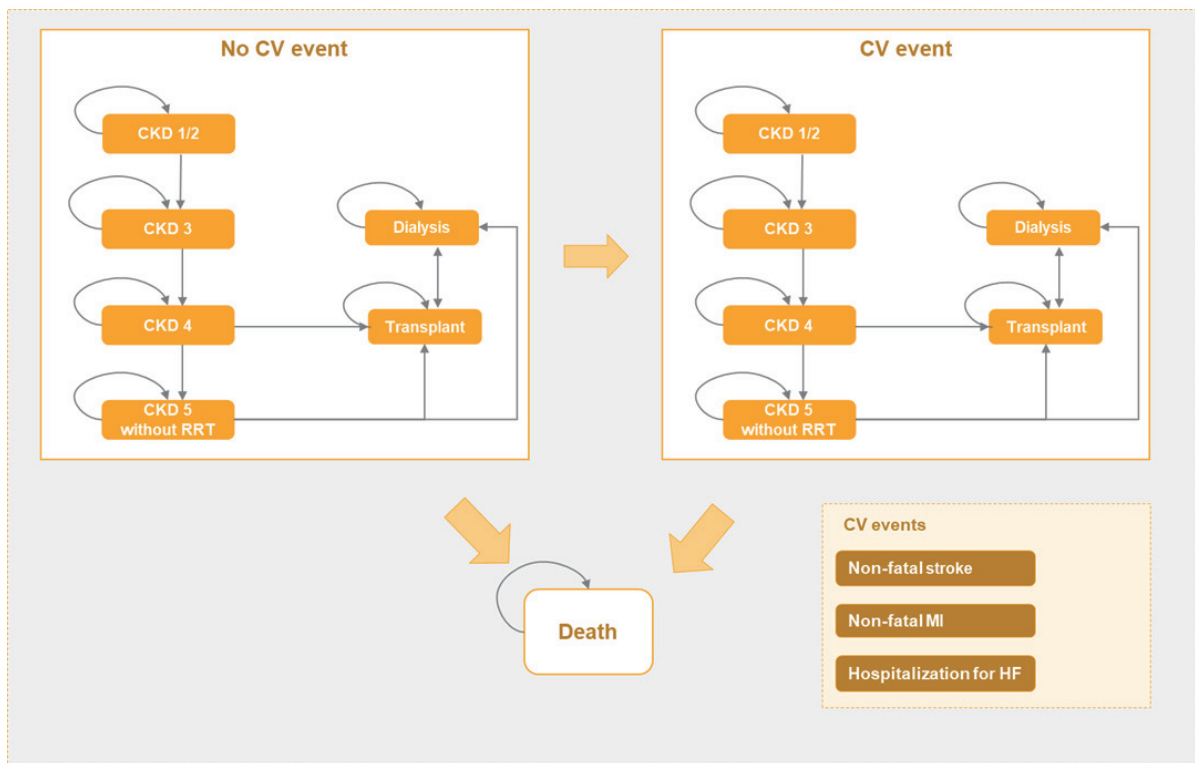 No CV event
CKD 1/2
CKD 3
CKD 4
CKD 5
without RRT
Dialysis
Transplant
CV event
CKD 1/2
CKD 3
CKD 4
CKD 5
without RRT
Dialysis
Transplant
Death
CV events
Non-fatal stroke
Non-fatal MI
Hospitalization for HF